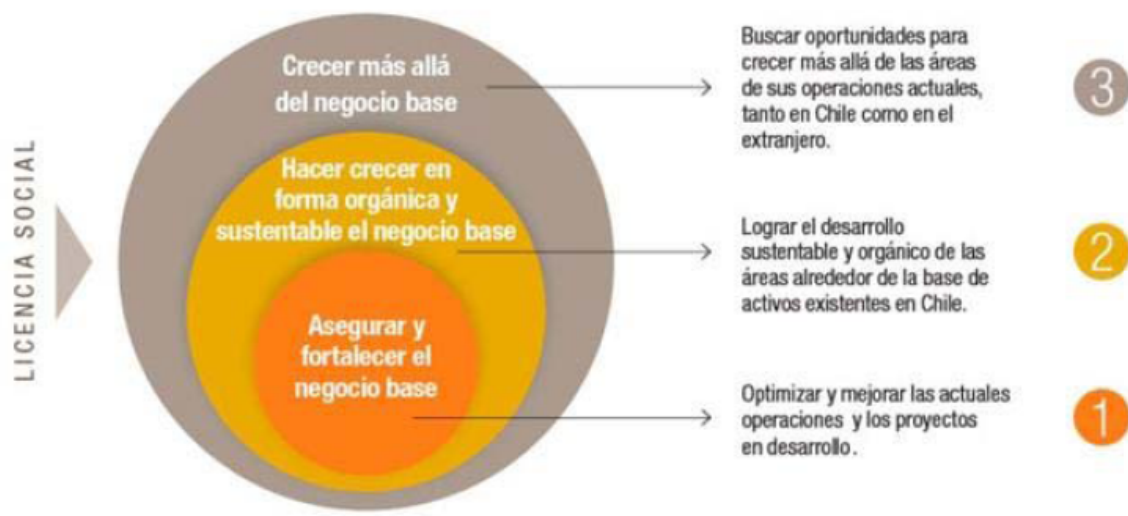 LICENCIA SOCIAL
Crecer más allá
del negocio base
Buscar oportunidades para
crecer más allá de las áreas
de sus operaciones actuales,
tanto en Chile como en el
extranjero.
3
Hacer crecer en
forma orgánica y
sustentable el negocio base
Lograr el desarrollo
sustentable y orgánico de las
áreas alrededor de la base de
activos existentes en Chile.
2
Asegurar y
fortalecer el
negocio base
Optimizar y mejorar las actuales
operaciones y los proyectos
en desarrollo.
1